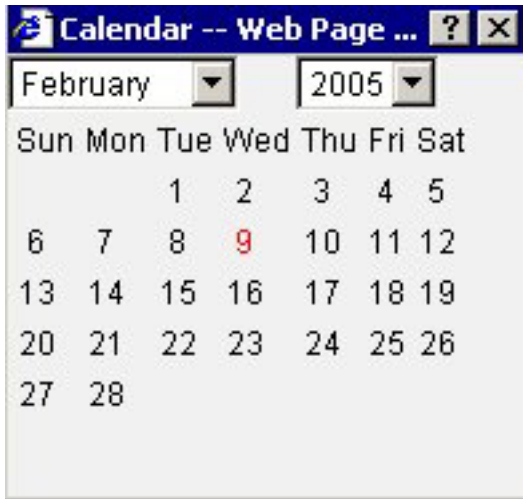 Calendar -- Web Page ... ? X
February 2005
Sun Mon Tue Wed Thu Fri Sat
1 2 3 4 5
6 7 8 9 10 11 12
13 14 15 16 17 18 19
20 21 22 23 24 25 26
27 28